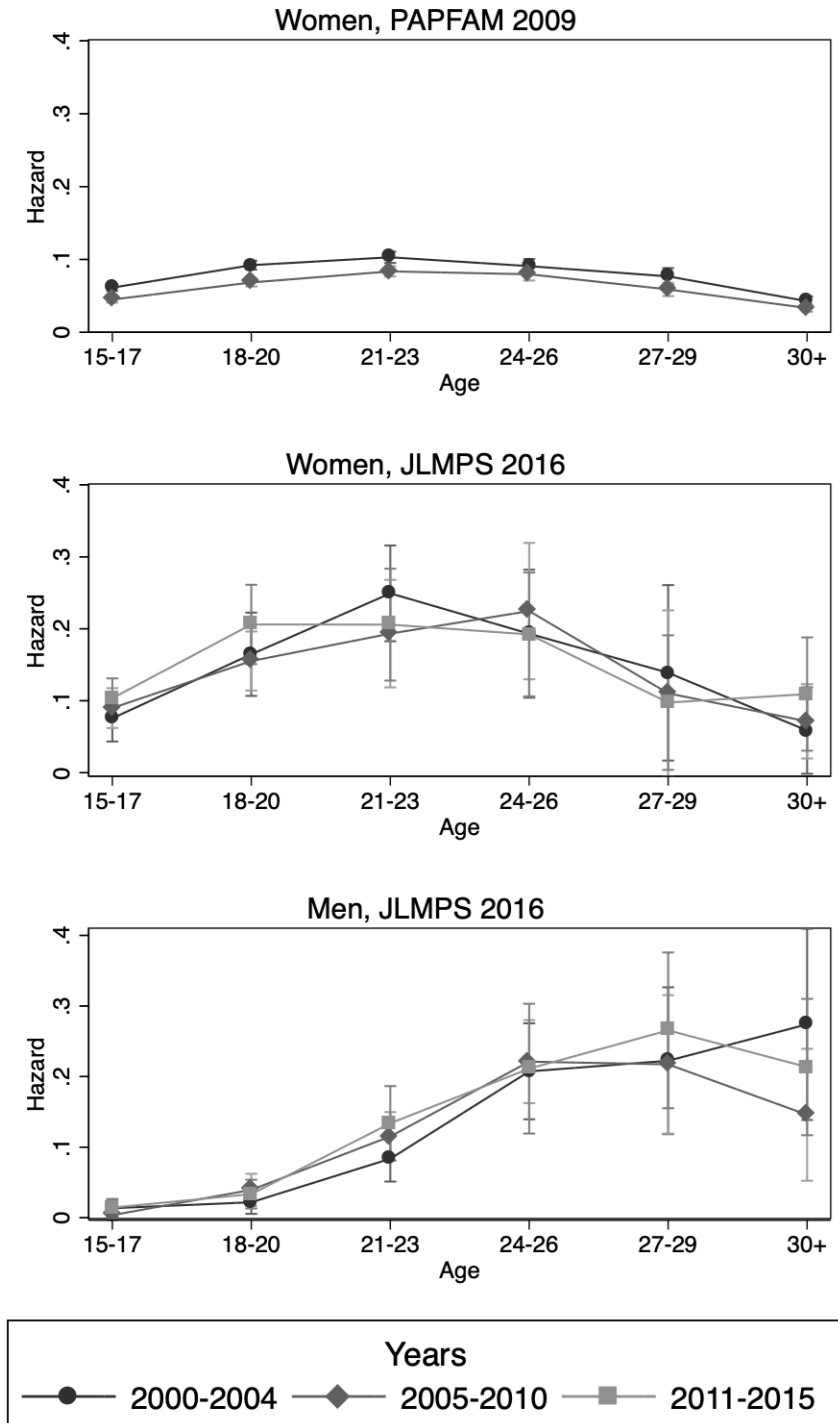 Women, PAPFAM 2009
.4
.3
.2
.1
0
Hazard
15-17 18-20 21-23 24-26 27-29 30+
Age
Women, JLMPS 2016
.4
.3
.2
.1
0
Hazard
15-17 18-20 21-23 24-26 27-29 30+
Age
Men, JLMPS 2016
.4
.3
.2
.1
0
Hazard
15-17 18-20 21-23 24-26 27-29 30+
Age
Years
2000-2004 2005-2010 2011-2015